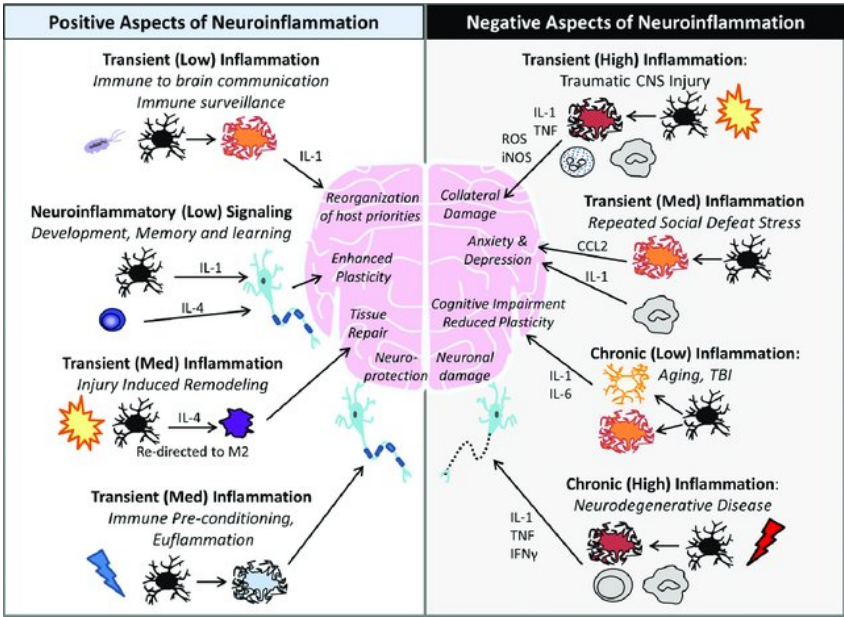 Positive Aspects of Neuroinflammation
Transient (Low) Inflammation
Immune to brain communication
Immune surveillance
IL-1
Reorganization
of host priorities
Neuroinflammatory (Low) Signaling
Development, Memory and learning
IL-1
IL-4
Enhanced
Plasticity
Transient (Med) Inflammation
Injury Induced Remodeling
IL-4
Re-directed to M2
Tissue
Repair
Transient (Med) Inflammation
Immune Pre-conditioning,
Euflammation
Neuro-
protection
Negative Aspects of Neuroinflammation
Transient (High) Inflammation:
Traumatic CNS Injury
IL-1
TNF
ROS
iNOS
Collateral
Damage
Transient (Med) Inflammation
Repeated Social Defeat Stress
CCL2
IL-1
Anxiety &
Depression
Cognitive Impairment
Reduced Plasticity
Chronic (Low) Inflammation:
Aging, TBI
IL-1
IL-6
Neuronal
damage
Chronic (High) Inflammation:
Neurodegenerative Disease
IL-1
TNF
IFNγ